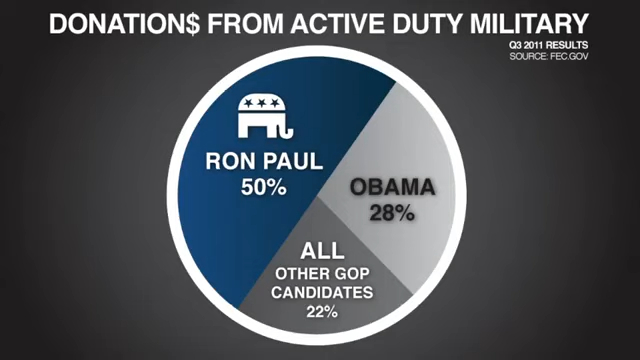 DONATION$ FROM ACTIVE DUTY MILITARY
Q3 2011 RESULTS
SOURCE: FEC.GOV
RON PAUL
50%
OBAMA
28%
ALL
OTHER GOP
CANDIDATES
22%